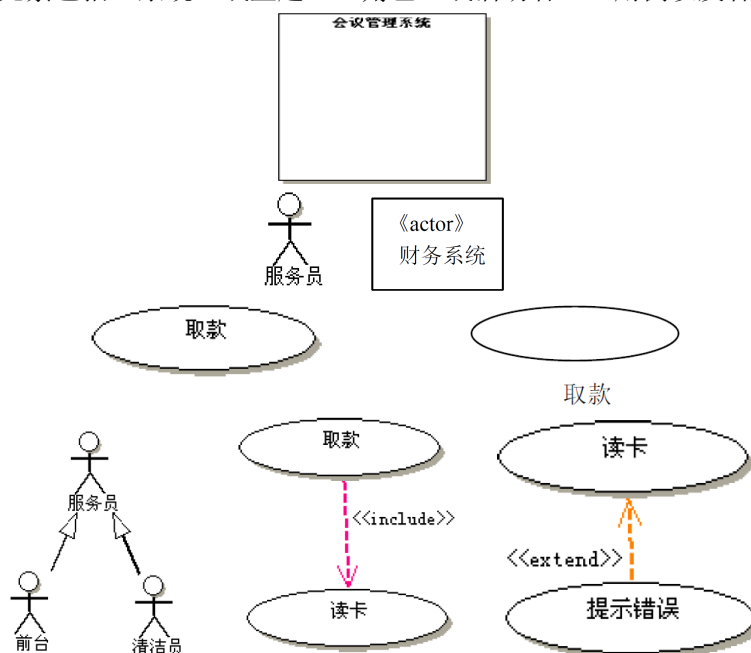 会议管理系统
《actor》
财务系统
服务员
取款
取款
服务员
前台
清洁员
取款
<<include>>
读卡
读卡
<<extend>>
提示错误